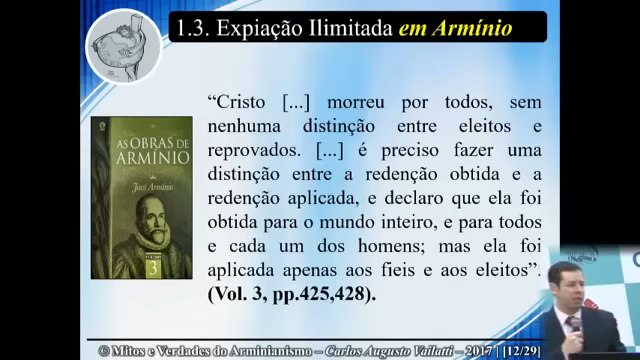 1.3. Expiação Ilimitada em Armínio
“Cristo [...] morreu por todos, sem
nenhuma distinção entre eleitos e
reprovados. [...] é preciso fazer uma
distinção entre a redenção obtida e a
redenção aplicada, e declaro que ela foi
obtida para o mundo inteiro, e para todos
e cada um dos homens; mas ela foi
aplicada apenas aos fieis e aos eleitos”.
(Vol. 3, pp.425,428).
AS OBRAS DE
ARMÍNIO
Jacó Armínio
VOLUME
3
© Mitos e Verdades do Arminianismo – Carlos Augusto Vailatti – 2017 | [12/29]